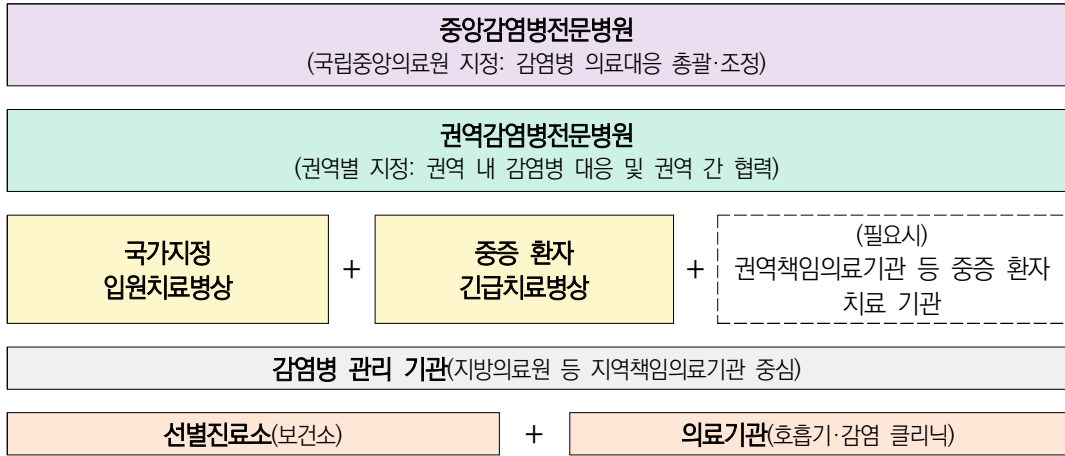 중앙감염병전문병원
(국립중앙의료원 지정: 감염병 의료대응 총괄·조정)
권역감염병전문병원
(권역별 지정: 권역 내 감염병 대응 및 권역 간 협력)
국가지정
입원치료병상
+
중증 환자
긴급치료병상
+
(필요시)
권역책임의료기관 등 중증 환자
치료 기관
감염병 관리 기관(지방의료원 등 지역책임의료기관 중심)
선별진료소(보건소)
+
의료기관(호흡기·감염 클리닉)